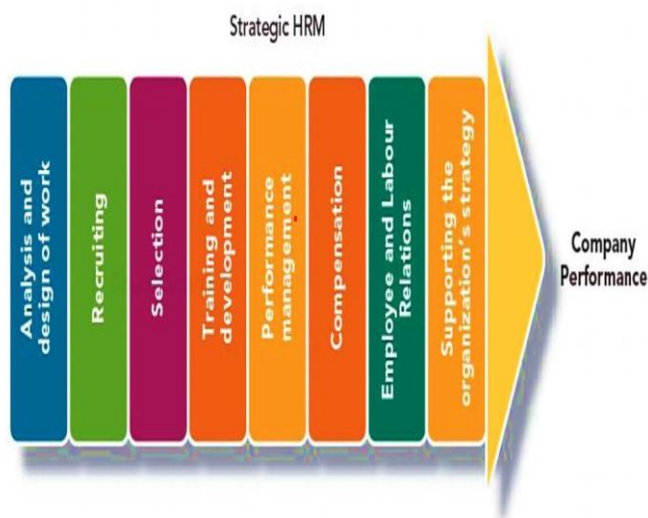 Strategic HRM
Analysis and
design of work
Recruiting
Selection
Training and
development
Performance
management
Compensation
Employee and Labour
Relations
Supporting the
organization's strategy
Company
Performance